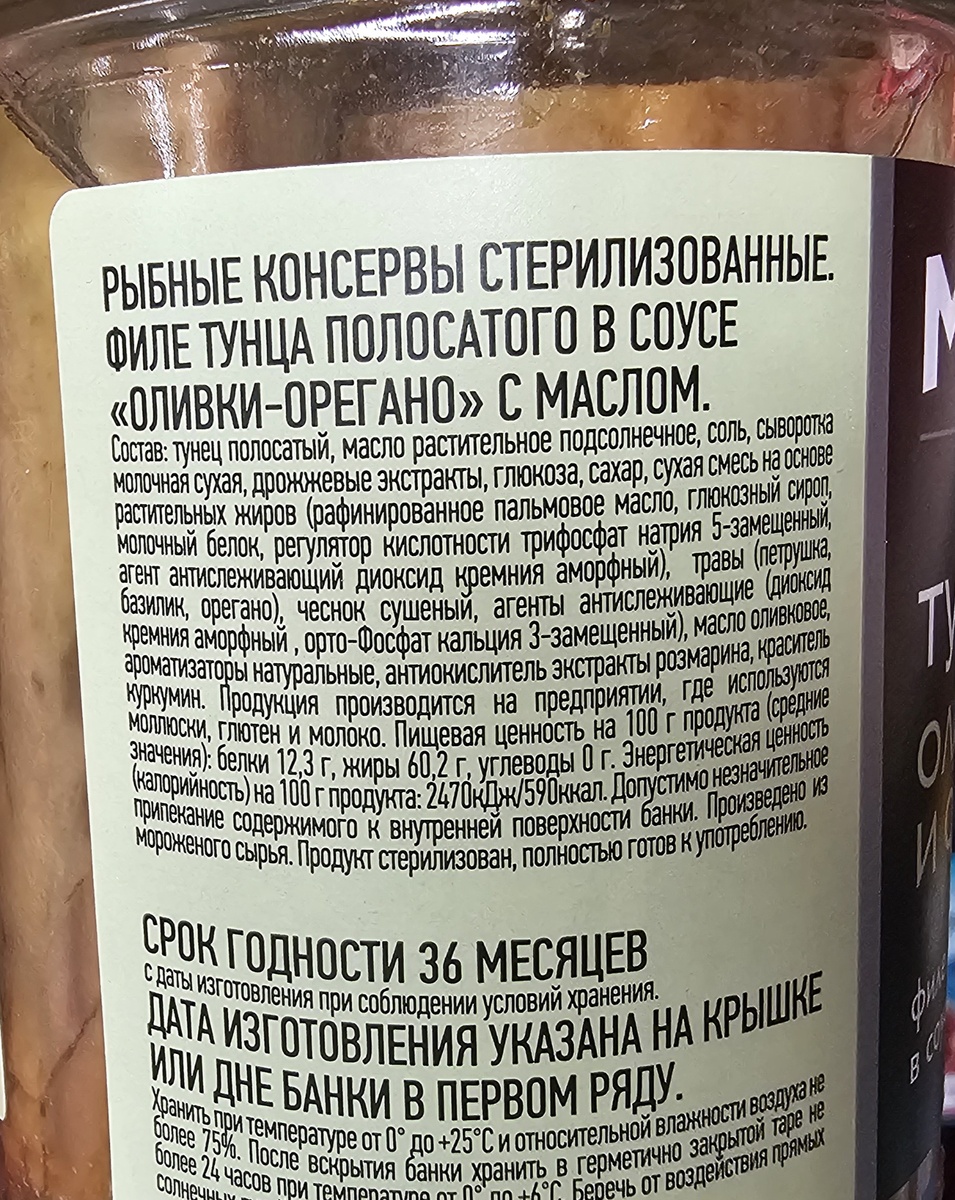 РЫБНЫЕ КОНСЕРВЫ СТЕРИЛИЗОВАННЫЕ.
ФИЛЕ ТУНЦА ПОЛОСАТОГО В СОУСЕ
«ОЛИВКИ-ОРЕГАНО» С МАСЛОМ.
Состав: тунец полосатый, масло растительное подсолнечное, соль, сыворотка
молочная сухая, дрожжевые экстракты, глюкоза, сахар, сухая смесь на основе
растительных жиров (рафинированное пальмовое масло, глюкозный сироп,
молочный белок, регулятор кислотности трифосфат натрия 5-замещенный,
агент антислеживающий диоксид кремния аморфный), травы (петрушка,
базилик, орегано), чеснок сушеный, агенты антислеживающие (диоксид
кремния аморфный , орто-Фосфат кальция 3-замещенный), масло оливковое,
ароматизаторы натуральные, антиокислитель экстракты розмарина, краситель
куркумин. Продукция производится на предприятии, где используются
моллюски, глютен и молоко. Пищевая ценность на 100 г продукта (средние
значения): белки 12,3 г, жиры 60,2 г, углеводы 0 г. Энергетическая ценность
(калорийность) на 100 г продукта: 2470кДж/590ккал. Допустимо незначительное
припекание содержимого к внутренней поверхности банки. Произведено из
мороженого сырья. Продукт стерилизован, полностью готов к употреблению.
СРОК ГОДНОСТИ 36 МЕСЯЦЕВ
с даты изготовления при соблюдении условий хранения.
ДАТА ИЗГОТОВЛЕНИЯ УКАЗАНА НА КРЫШКЕ
ИЛИ ДНЕ БАНКИ В ПЕРВОМ РЯДУ.
Хранить при температуре от 0° до +25°С и относительной влажности воздуха не
более 75%. После вскрытия банки хранить в герметично закрытой таре не
более 24 часов при температуре от 0° до +6°С. Беречь от воздействия прямых